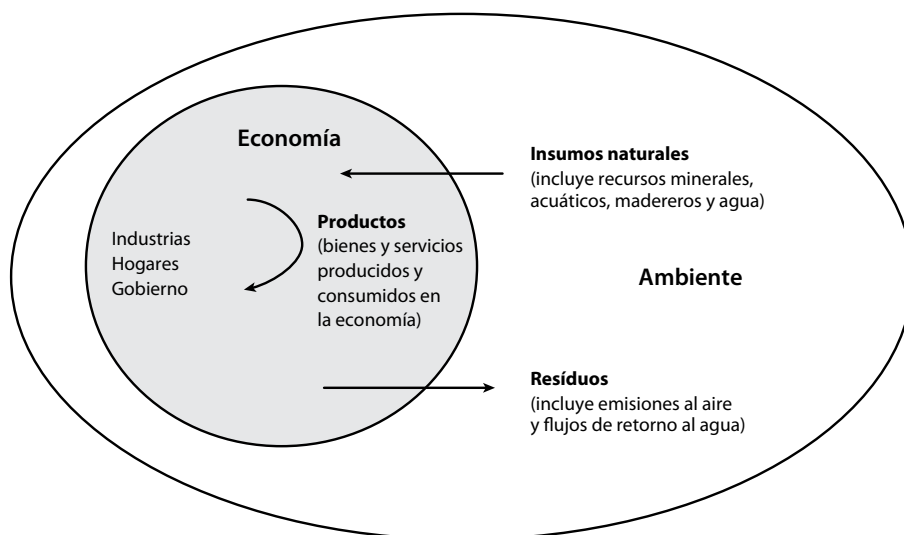 Economía
Insumos naturales
(incluye recursos minerales,
acuáticos, madereros y agua)
Industrias
Hogares
Gobierno
Productos
(bienes y servicios
producidos y
consumidos en
la economía)
Ambiente
Resíduos
(incluye emisiones al aire
y flujos de retorno al agua)